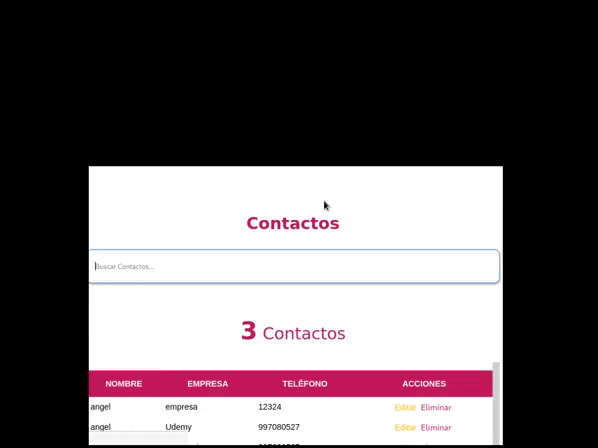 Contactos
Buscar Contactos...
3 Contactos
NOMBRE EMPRESA TELÉFONO ACCIONES
angel empresa 12324 Editar Eliminar
angel Udemy 997080527 Editar Eliminar